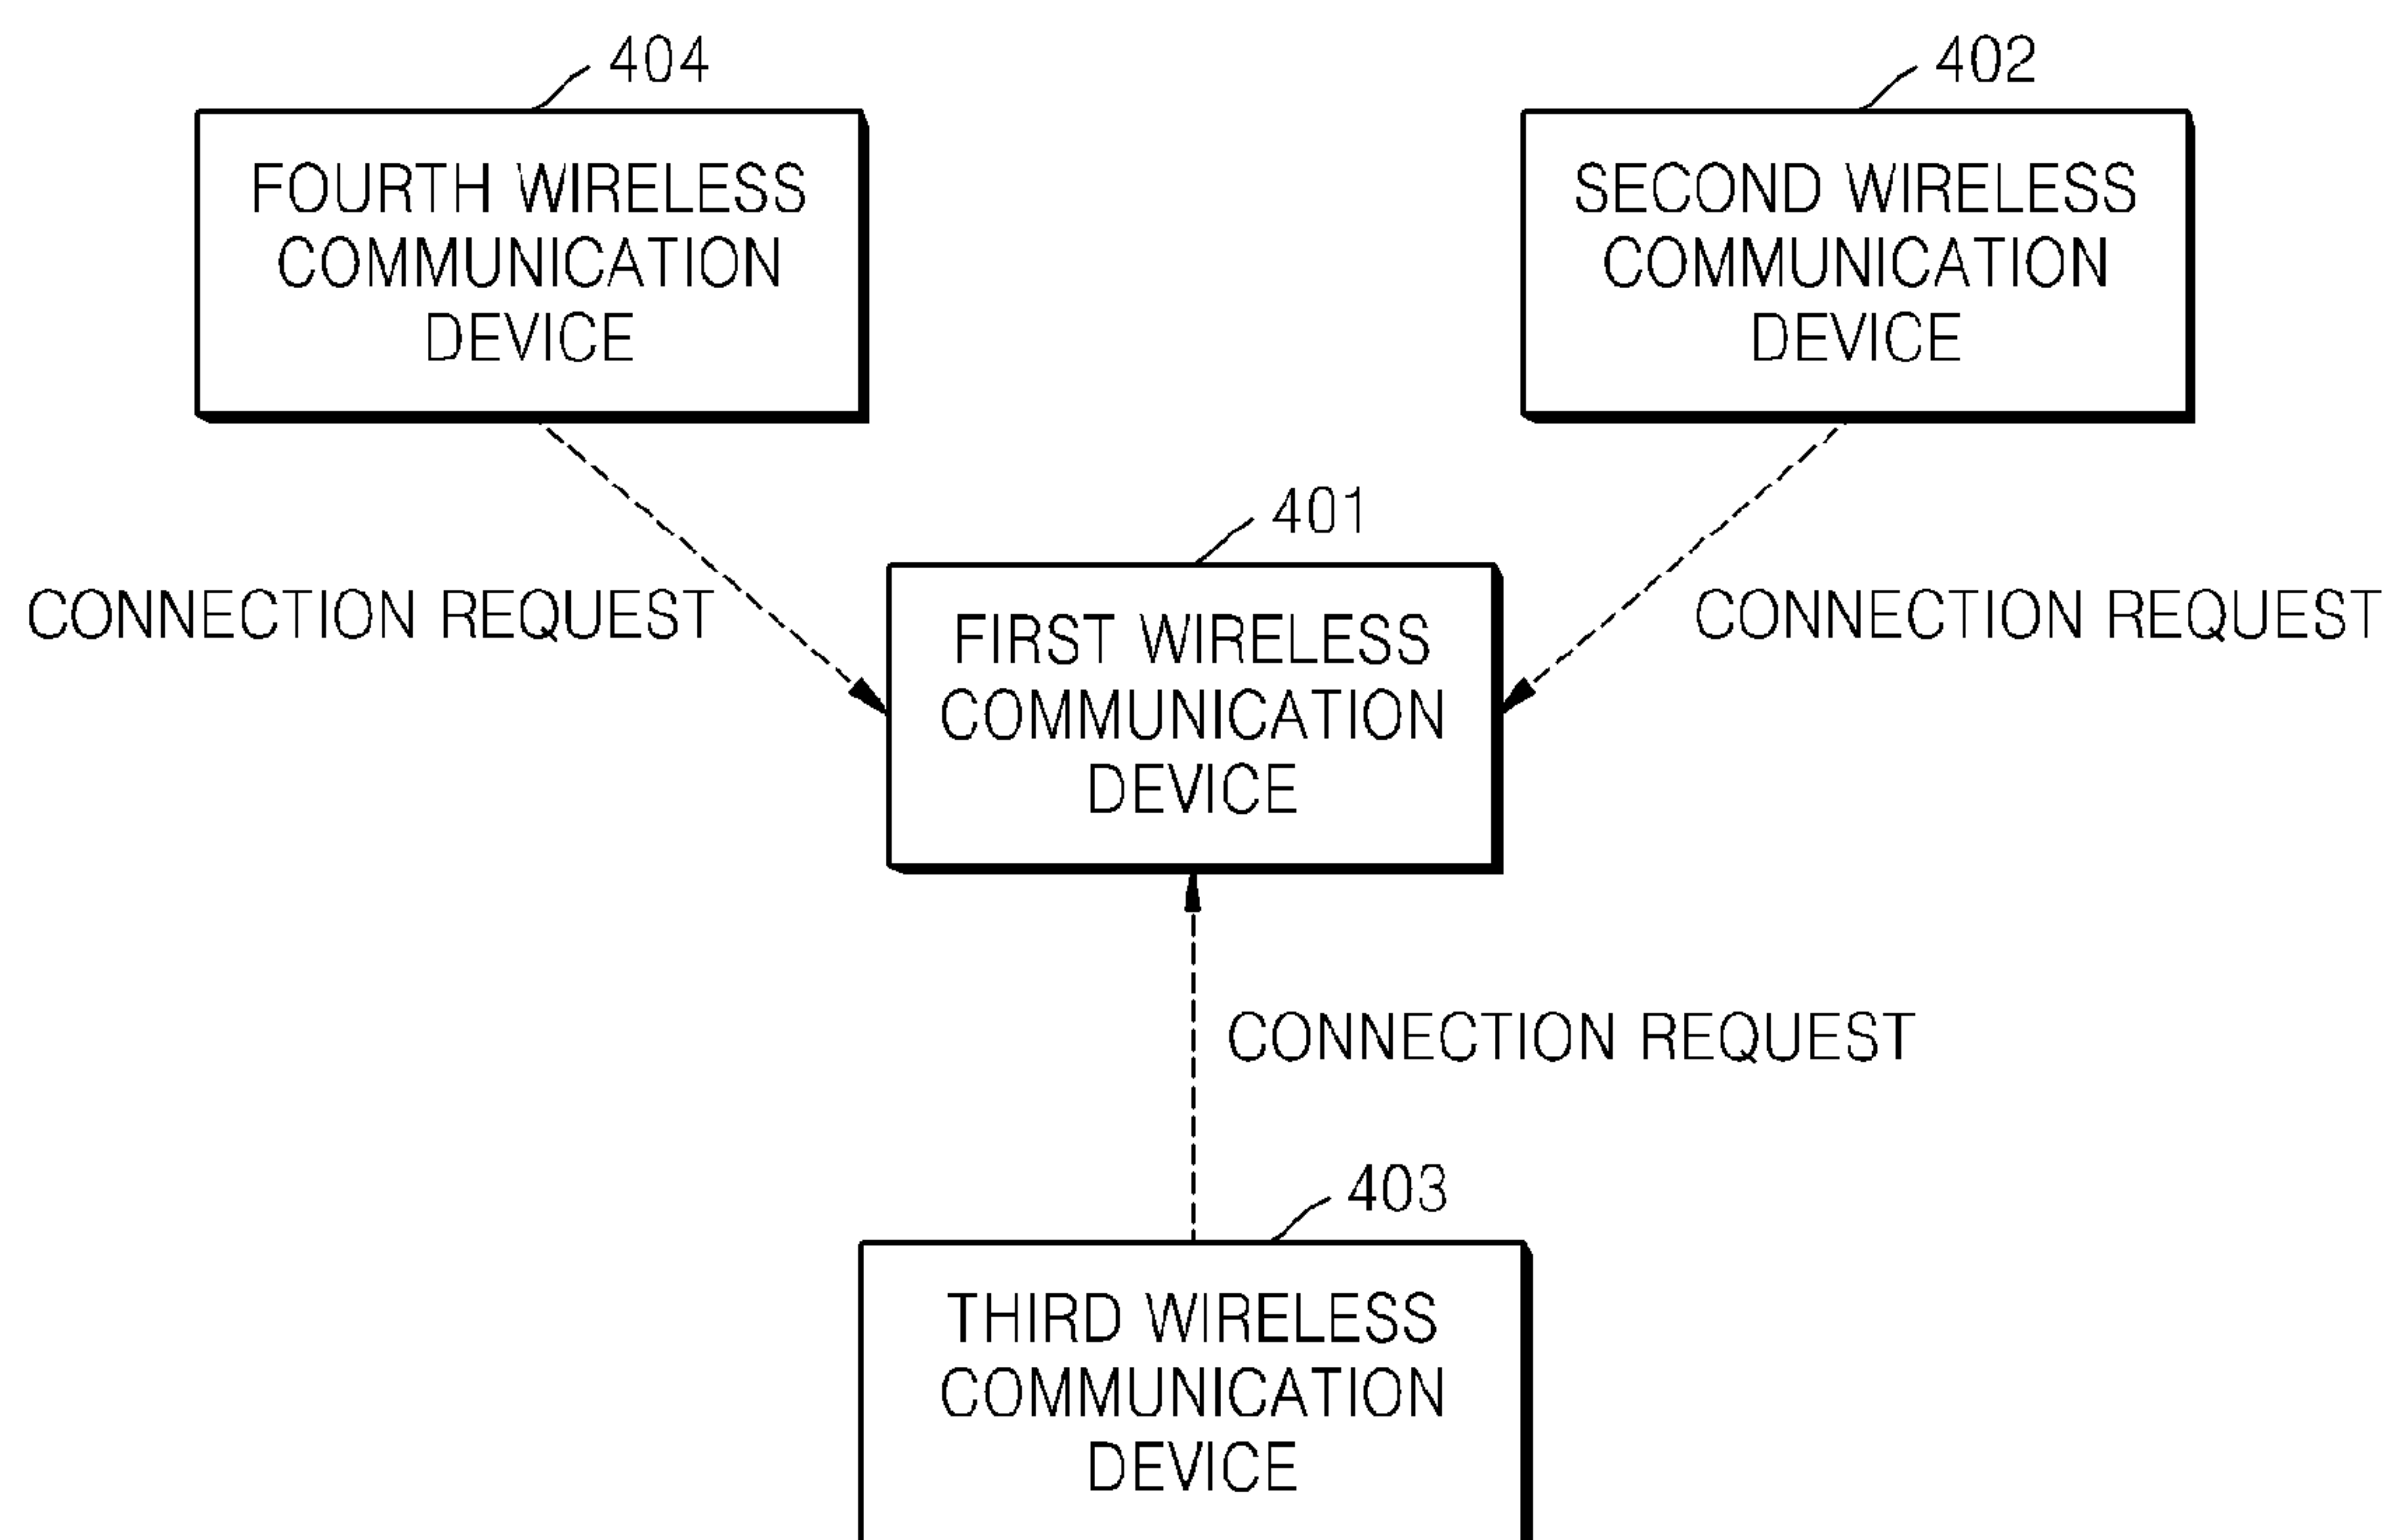 404
402
FOURTH WIRELESS
COMMUNICATION
DEVICE
SECOND WIRELESS
COMMUNICATION
DEVICE
401
CONNECTION REQUEST
FIRST WIRELESS
COMMUNICATION
DEVICE
CONNECTION REQUEST
CONNECTION REQUEST
403
THIRD WIRELESS
COMMUNICATION
DEVICE